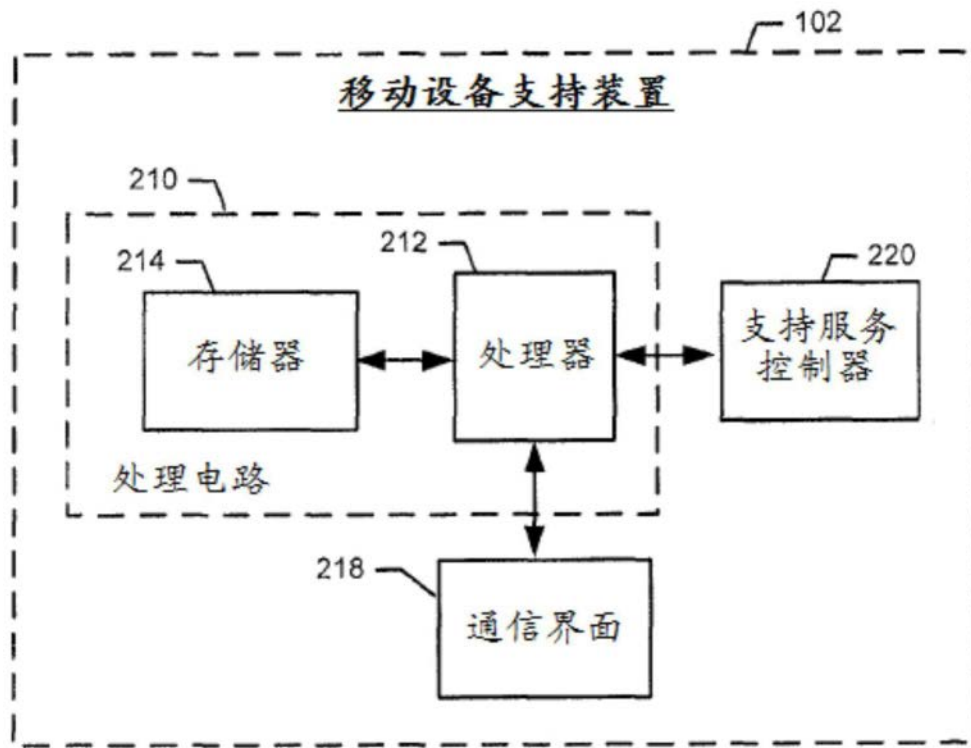 102
移动设备支持装置
210
214
212
220
存储器
处理器
支持服务
控制器
处理电路
218
通信界面